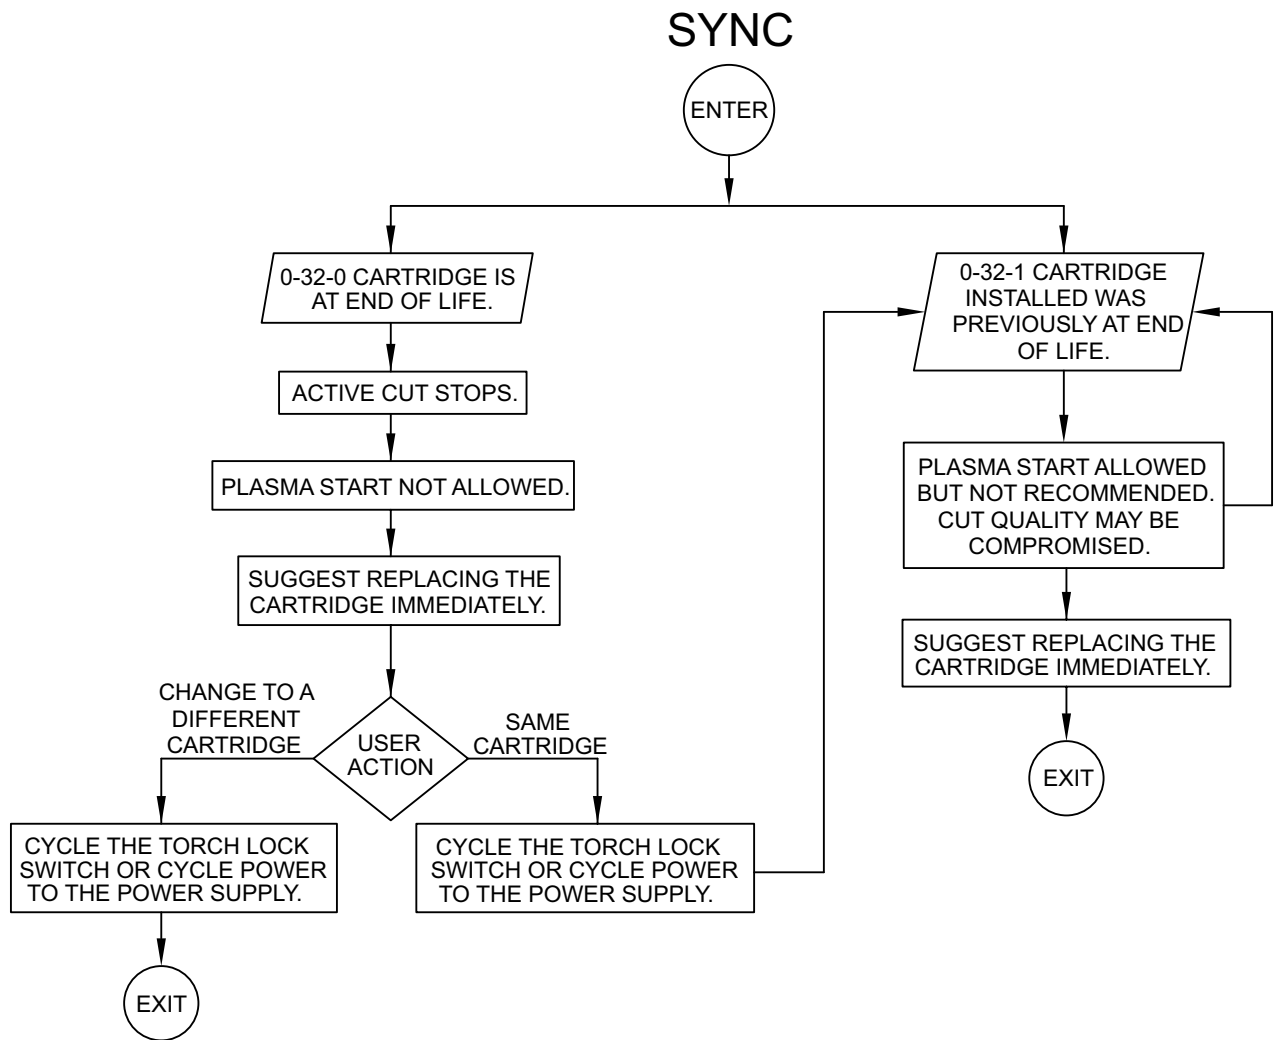 SYNC
ENTER
0-32-0 CARTRIDGE IS
AT END OF LIFE.
ACTIVE CUT STOPS.
PLASMA START NOT ALLOWED.
SUGGEST REPLACING THE
CARTRIDGE IMMEDIATELY.
USER
ACTION
CHANGE TO A
DIFFERENT
CARTRIDGE
CYCLE THE TORCH LOCK
SWITCH OR CYCLE POWER
TO THE POWER SUPPLY.
EXIT
SAME
CARTRIDGE
CYCLE THE TORCH LOCK
SWITCH OR CYCLE POWER
TO THE POWER SUPPLY.
0-32-1 CARTRIDGE
INSTALLED WAS
PREVIOUSLY AT END
OF LIFE.
PLASMA START ALLOWED
BUT NOT RECOMMENDED.
CUT QUALITY MAY BE
COMPROMISED.
SUGGEST REPLACING THE
CARTRIDGE IMMEDIATELY.
EXIT